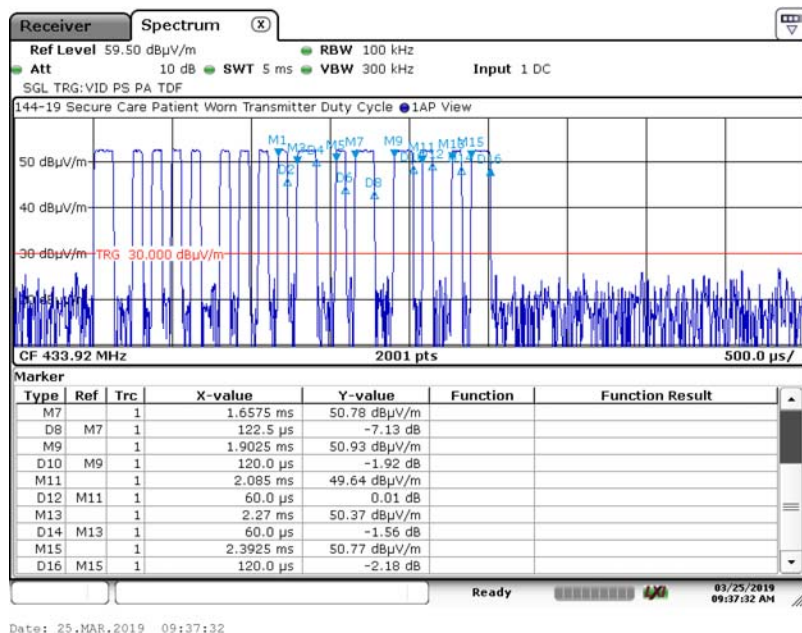 Receiver Spectrum X
Ref Level 59.50 dBµV/m RBW 100 kHz
Att 10 dB SWT 5 ms VBW 300 kHz Input 1 DC
SGL TRG:VID PS PA TDF
144-19 Secure Care Patient Worn Transmitter Duty Cycle 1AP View
M1 M3 D4 M5 M7 M9 M11 M13 M15
50 dBµV/m
D2 D6 D8 D16
40 dBµV/m
30 dBµV/m TRG 30.000 dBµV/m
CF 433.92 MHz 2001 pts 500.0 µs/
Marker
Type Ref Trc X-value Y-value Function Function Result
M7 1 1.6575 ms 50.78 dBµV/m
D8 M7 1 122.5 µs -7.13 dB
M9 1 1.9025 ms 50.93 dBµV/m
D10 M9 1 120.0 µs -1.92 dB
M11 1 2.085 ms 49.64 dBµV/m
D12 M11 1 60.0 µs 0.01 dB
M13 1 2.27 ms 50.37 dBµV/m
D14 M13 1 60.0 µs -1.56 dB
M15 1 2.3925 ms 50.77 dBµV/m
D16 M15 1 120.0 µs -2.18 dB
Ready LXI 03/25/2019
09:37:32 AM
Date: 25.MAR.2019 09:37:32